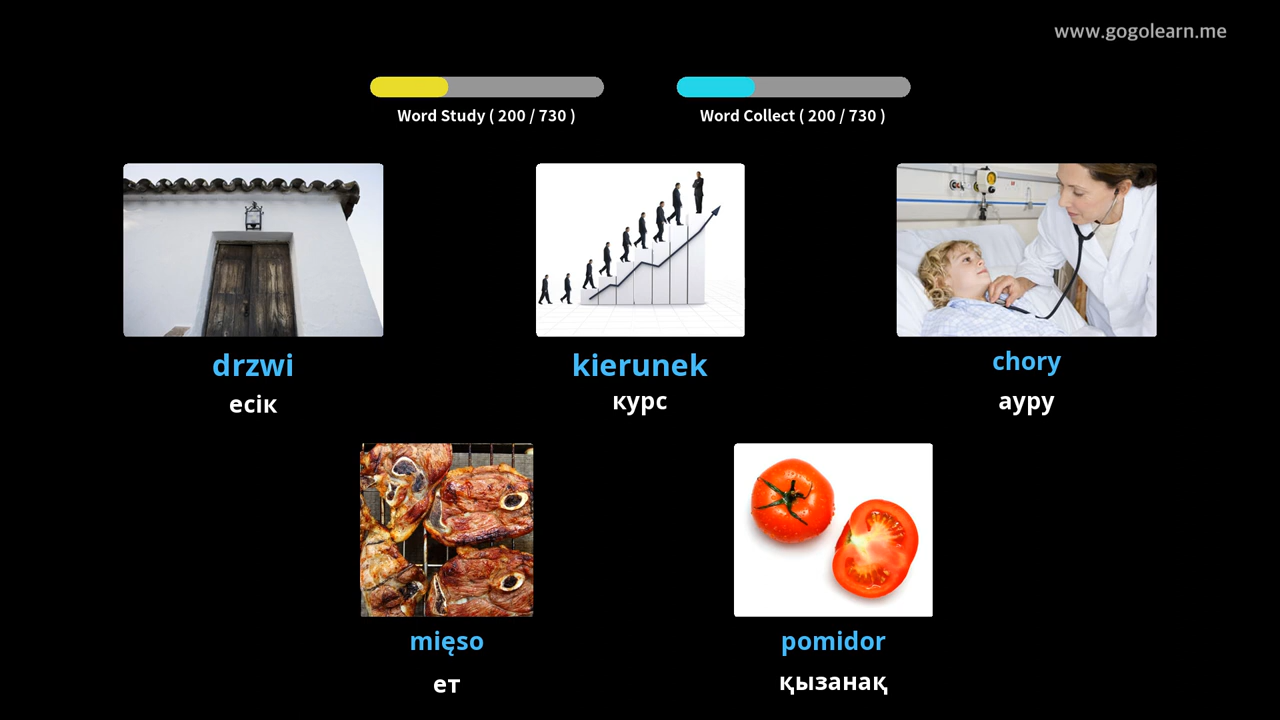 www.gogolearn.me
Word Study ( 200 / 730 )
Word Collect ( 200 / 730 )
drzwi
есік
kierunek
курс
chory
ауру
mięso
ет
pomidor
қызанақ